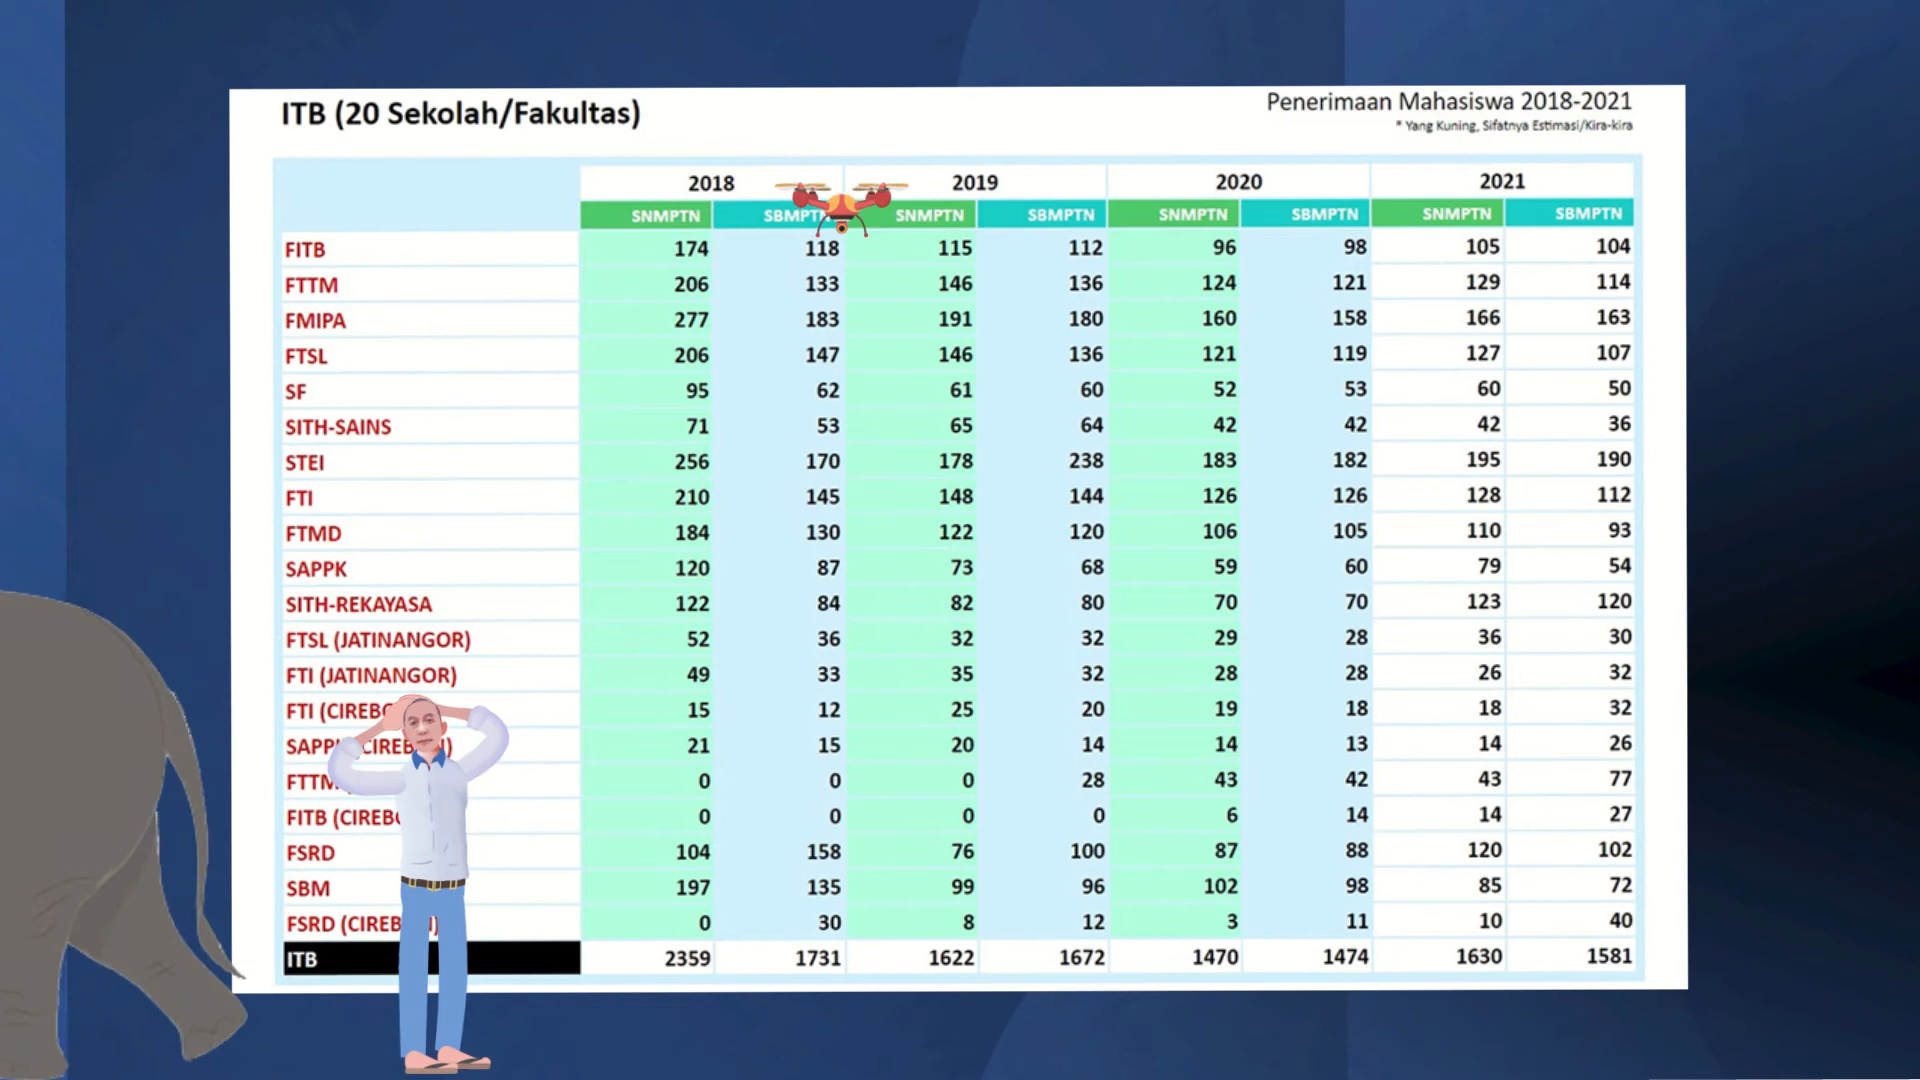 ITB (20 Sekolah/Fakultas)
Penerimaan Mahasiswa 2018-2021
* Yang Kuning, Sifatnya Estimasi/Kira-kira
2018 2019 2020 2021
SNMPTN SBMPTN SNMPTN SBMPTN SNMPTN SBMPTN SNMPTN SBMPTN
FITB 174 118 115 112 96 98 105 104
FTTM 206 133 146 136 124 121 129 114
FMIPA 277 183 191 180 160 158 166 163
FTSL 206 147 146 136 121 119 127 107
SF 95 62 61 60 52 53 60 50
SITH-SAINS 71 53 65 64 42 42 42 36
STEI 256 170 178 238 183 182 195 190
FTI 210 145 148 144 126 126 128 112
FTMD 184 130 122 120 106 105 110 93
SAPPK 120 87 73 68 59 60 79 54
SITH-REKAYASA 122 84 82 80 70 70 123 120
FTSL (JATINANGOR) 52 36 32 32 29 28 36 30
FTI (JATINANGOR) 49 33 35 32 28 28 26 32
FTI 15 12 25 20 19 18 18 32
21 15 20 14 14 13 14 26
FTTM 0 0 0 28 43 42 43 77
FITB 0 0 0 0 6 14 14 27
FSRD 104 158 76 100 87 88 120 102
SBM 197 135 99 96 102 98 85 72
FSRD 0 30 8 12 3 11 10 40
ITB 2359 1731 1622 1672 1470 1474 1630 1581